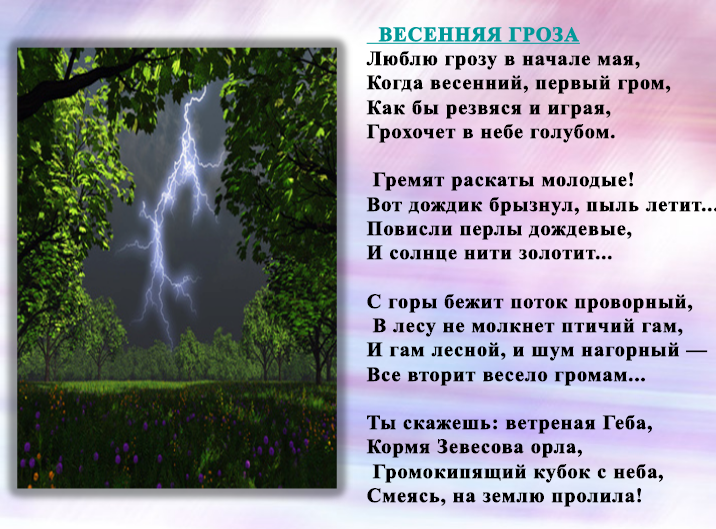 ВЕСЕННЯЯ ГРОЗА
Люблю грозу в начале мая,
Когда весенний, первый гром,
Как бы резвяся и играя,
Грохочет в небе голубом.

Гремят раскаты молодые!
Вот дождик брызнул, пыль летит...
Повисли перлы дождевые,
И солнце нити золотит...

С горы бежит поток проворный,
В лесу не молкнет птичий гам,
И гам лесной, и шум нагорный —
Все вторит весело громам...

Ты скажешь: ветреная Геба,
Кормя Зевесова орла,
Громокипящий кубок с неба,
Смеясь, на землю пролила!